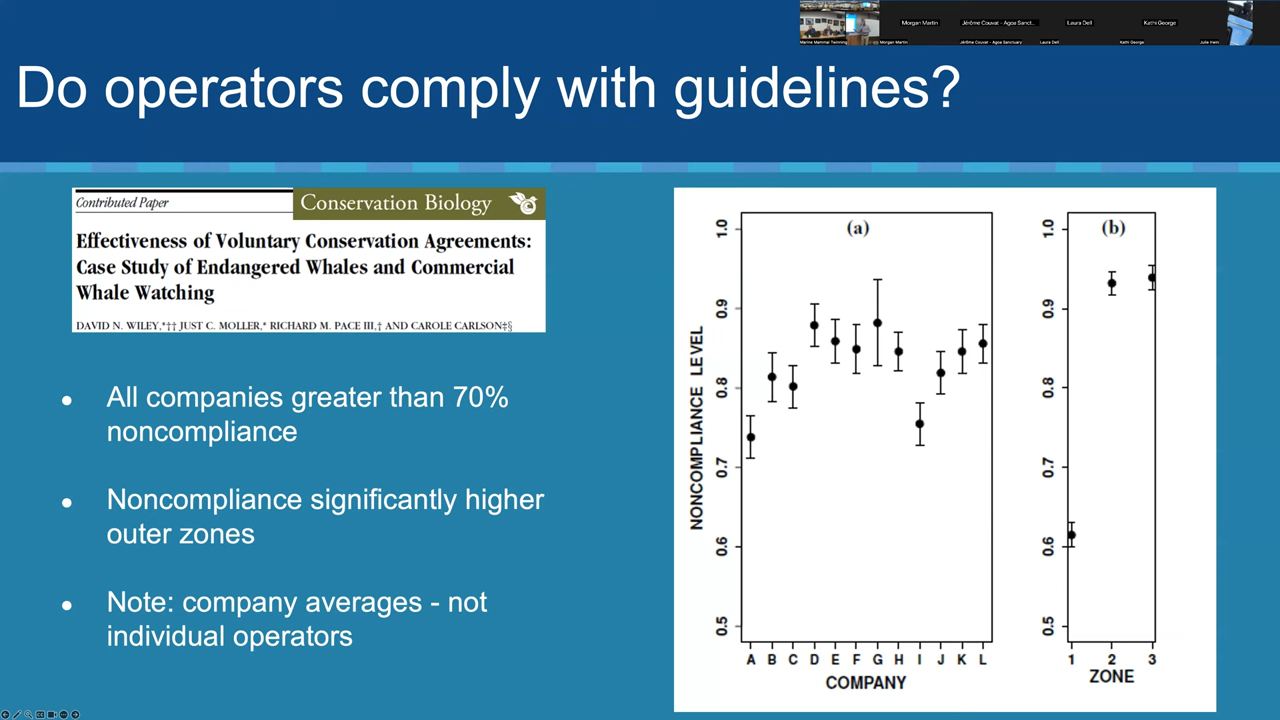 Morgan Martin
Jérôme Couvat - Agoa Sanct...
Laura Dell
Kathi George
Marine Mammal Twinning
Morgan Martin
Jérôme Couvat - Agoa Sanctuary
Laura Dell
Kathi George
Julie
Do operators comply with guidelines?
Contributed Paper
Conservation Biology
Effectiveness of Voluntary Conservation Agreements:
Case Study of Endangered Whales and Commercial
Whale Watching
DAVID N. WILEY,*†† JUST C. MOLLER,* RICHARD M. PACE III,† AND CAROLE CARLSON‡§
• All companies greater than 70%
noncompliance
• Noncompliance significantly higher
outer zones
• Note: company averages - not
individual operators
(a)
NONCOMPLIANCE LEVEL
1.0
0.9
0.8
0.7
0.6
0.5
A B C D E F G H I J K L
COMPANY
(b)
1.0
0.9
0.8
0.7
0.6
0.5
1 2 3
ZONE